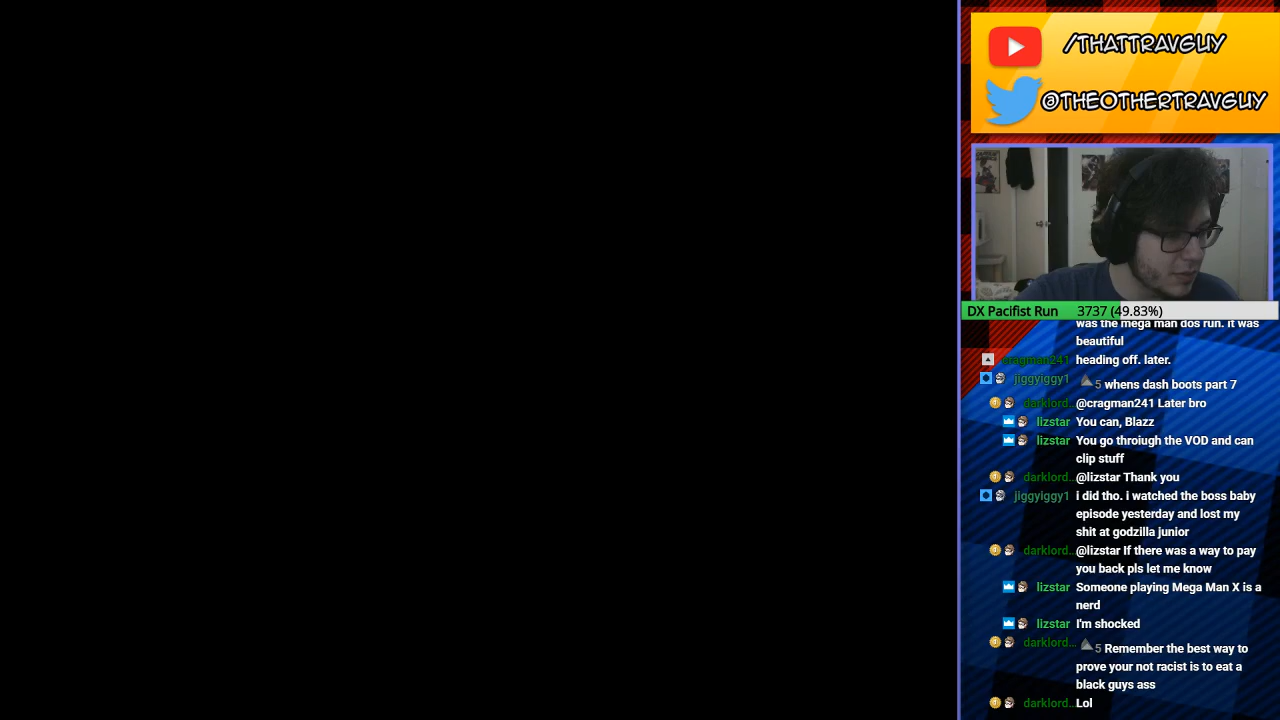 /THATTRAVGUY
@THEOTHERTRAVGUY
DX Pacifist Run 3737 (49.83%)
was the mega man dos run. it was
beautiful
cragman241 heading off. later.
jiggyiggy1 5 whens dash boots part 7
darklord... @cragman241 Later bro
lizstar You can, Blazz
lizstar You go throiugh the VOD and can
clip stuff
darklord... @lizstar Thank you
jiggyiggy1 i did tho. i watched the boss baby
episode yesterday and lost my
shit at godzilla junior
darklord... @lizstar If there was a way to pay
you back pls let me know
lizstar Someone playing Mega Man X is a
nerd
lizstar I'm shocked
darklord... 5 Remember the best way to
prove your not racist is to eat a
black guys ass
darklord... Lol